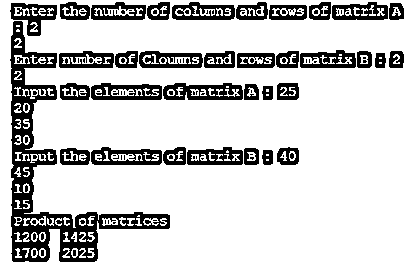 Enter the number of columns and rows of matrix A
: 2
2
Enter number of Cloumns and rows of matrix B : 2
2
Input the elements of matrix A : 25
20
35
30
Input the elements of matrix B : 40
45
10
15
Product of matrices
1200 1425
1700 2025